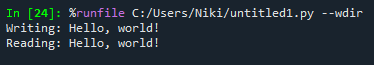 In [24]: %runfile C:/Users/Niki/untitled1.py --wdir
Writing: Hello, world!
Reading: Hello, world!